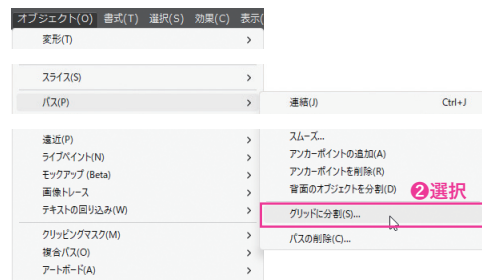 オブジェクト(O) 書式(T) 選択(S) 効果(C) 表示(
変形(T)
スライス(S)
パス(P)
遠近(P)
ライブペイント(N)
モックアップ (Beta)
画像トレース
テキストの回り込み(W)
クリッピングマスク(M)
複合パス(O)
アートボード(A)
連結(J) Ctrl+J
スムーズ...
アンカーポイントの追加(A)
アンカーポイントを削除(R)
背面のオブジェクトを分割(D)
❷選択
グリッドに分割(S)...
パスの削除(C)...